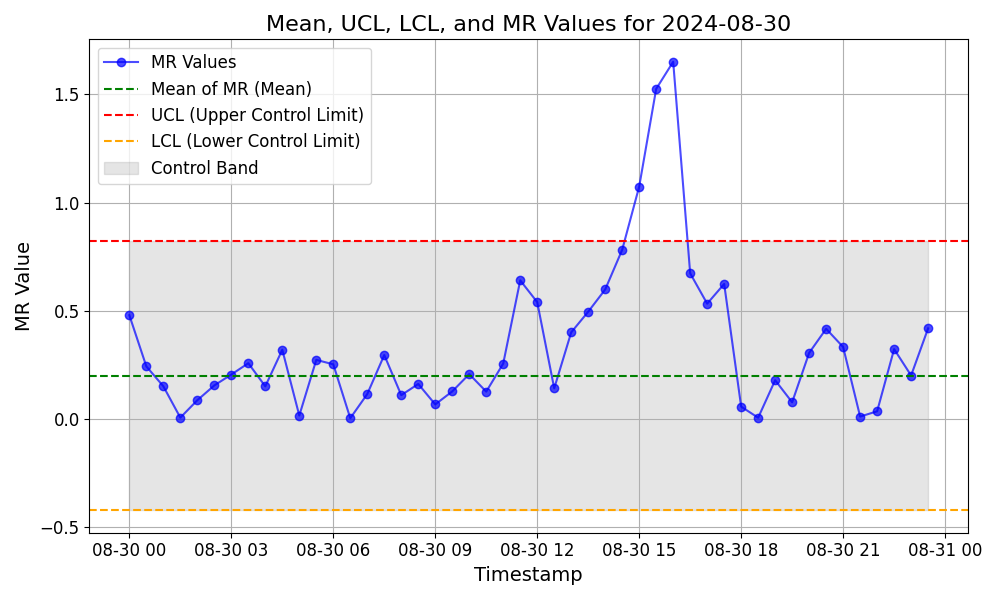 Mean, UCL, LCL, and MR Values for 2024-08-30
MR Values
Mean of MR (Mean)
UCL (Upper Control Limit)
LCL (Lower Control Limit)
Control Band
MR Value
1.5
1.0
0.5
0.0
−0.5
08-30 00 08-30 03 08-30 06 08-30 09 08-30 12 08-30 15 08-30 18 08-30 21 08-31 00
Timestamp